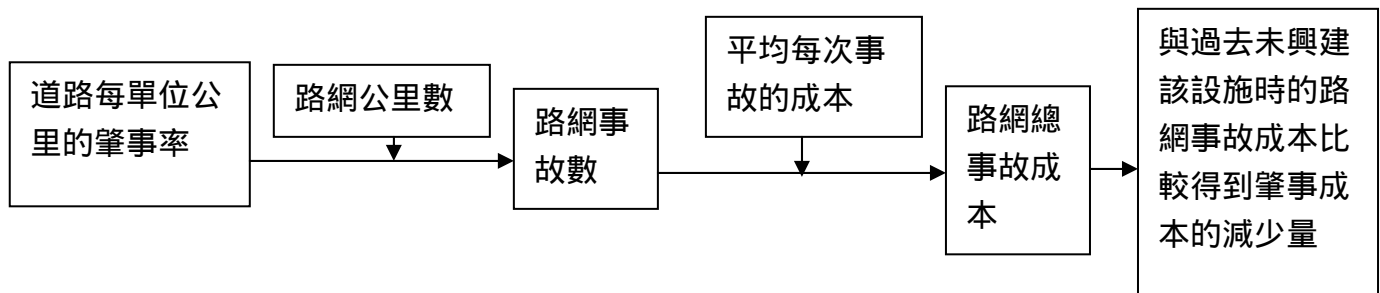 道路每單位公
里的肇事率
路網公里數
路網事
故數
平均每次事
故的成本
路網總
事故成
本
與過去未興建
該設施時的路
網事故成本比
較得到肇事成
本的減少量